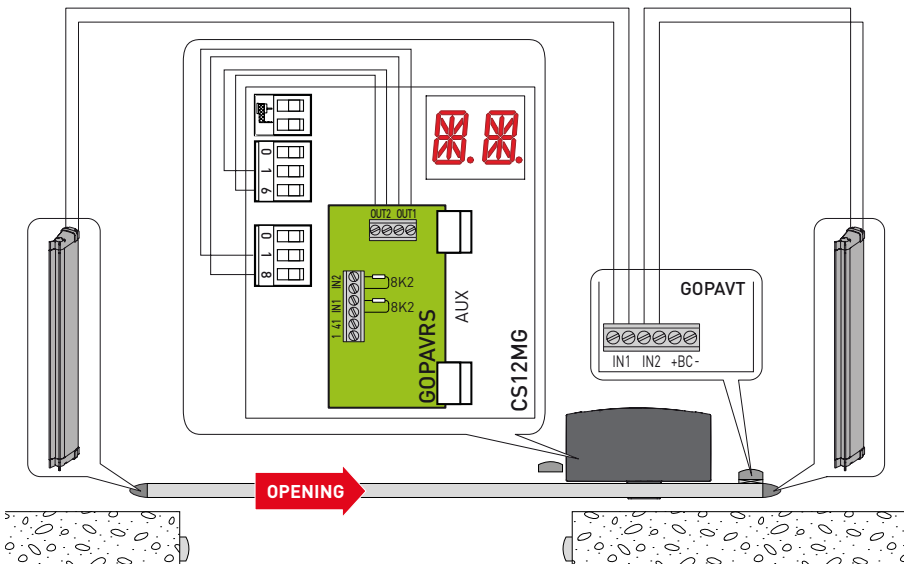 0 1 6
0 1 8
OUT2 OUT1
IN2
IN1
1 41
8K2
8K2
GOPAVRS
AUX
CS12MG
GOPAVT
IN1 IN2 +BC-
OPENING